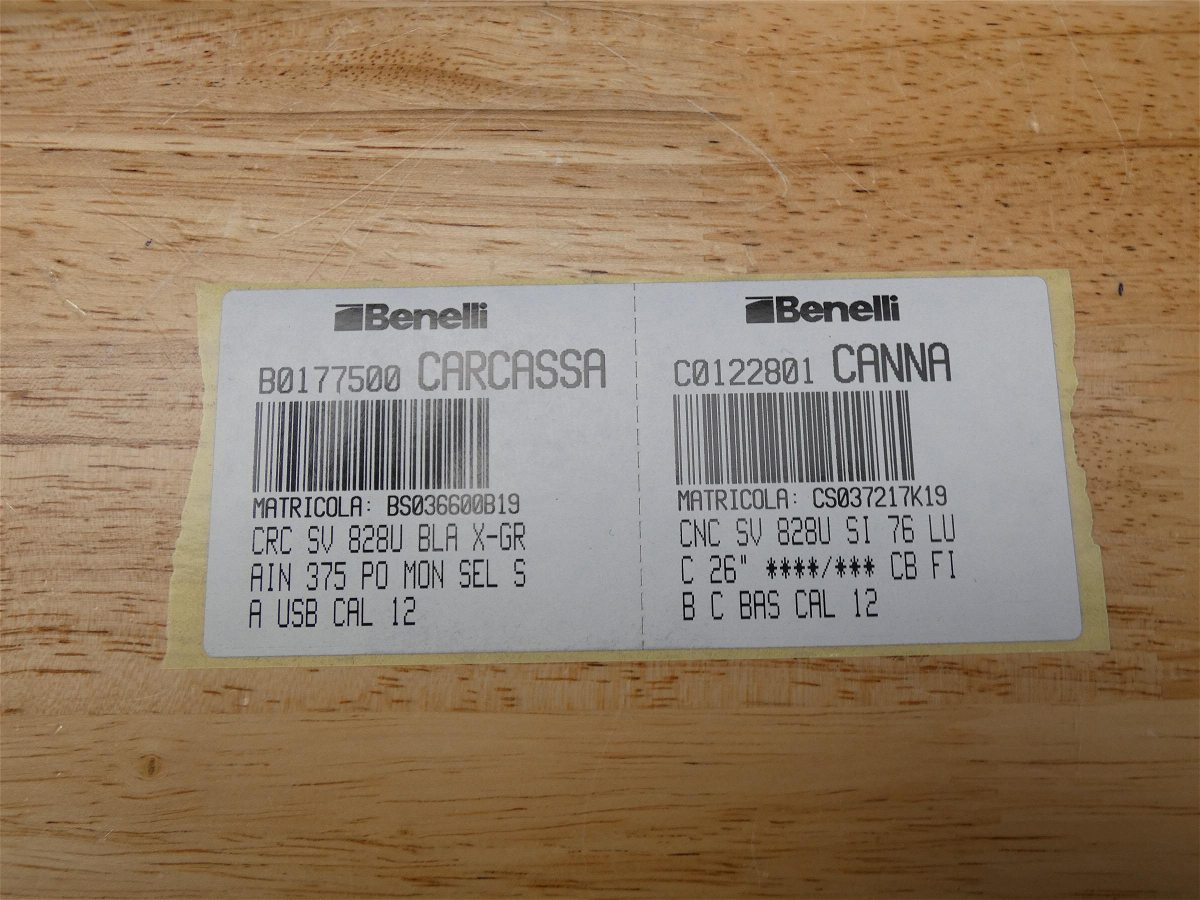 Benelli
B0177500 CARCASSA
MATRICOLA: BS036600B19
CRC SV 828U BLA X-GR
AIN 375 PO MON SEL S
A USB CAL 12
Benelli
C0122801 CANNA
MATRICOLA: CS037217K19
CNC SV 828U SI 76 LU
C 26" ****/*** CB FI
B C BAS CAL 12